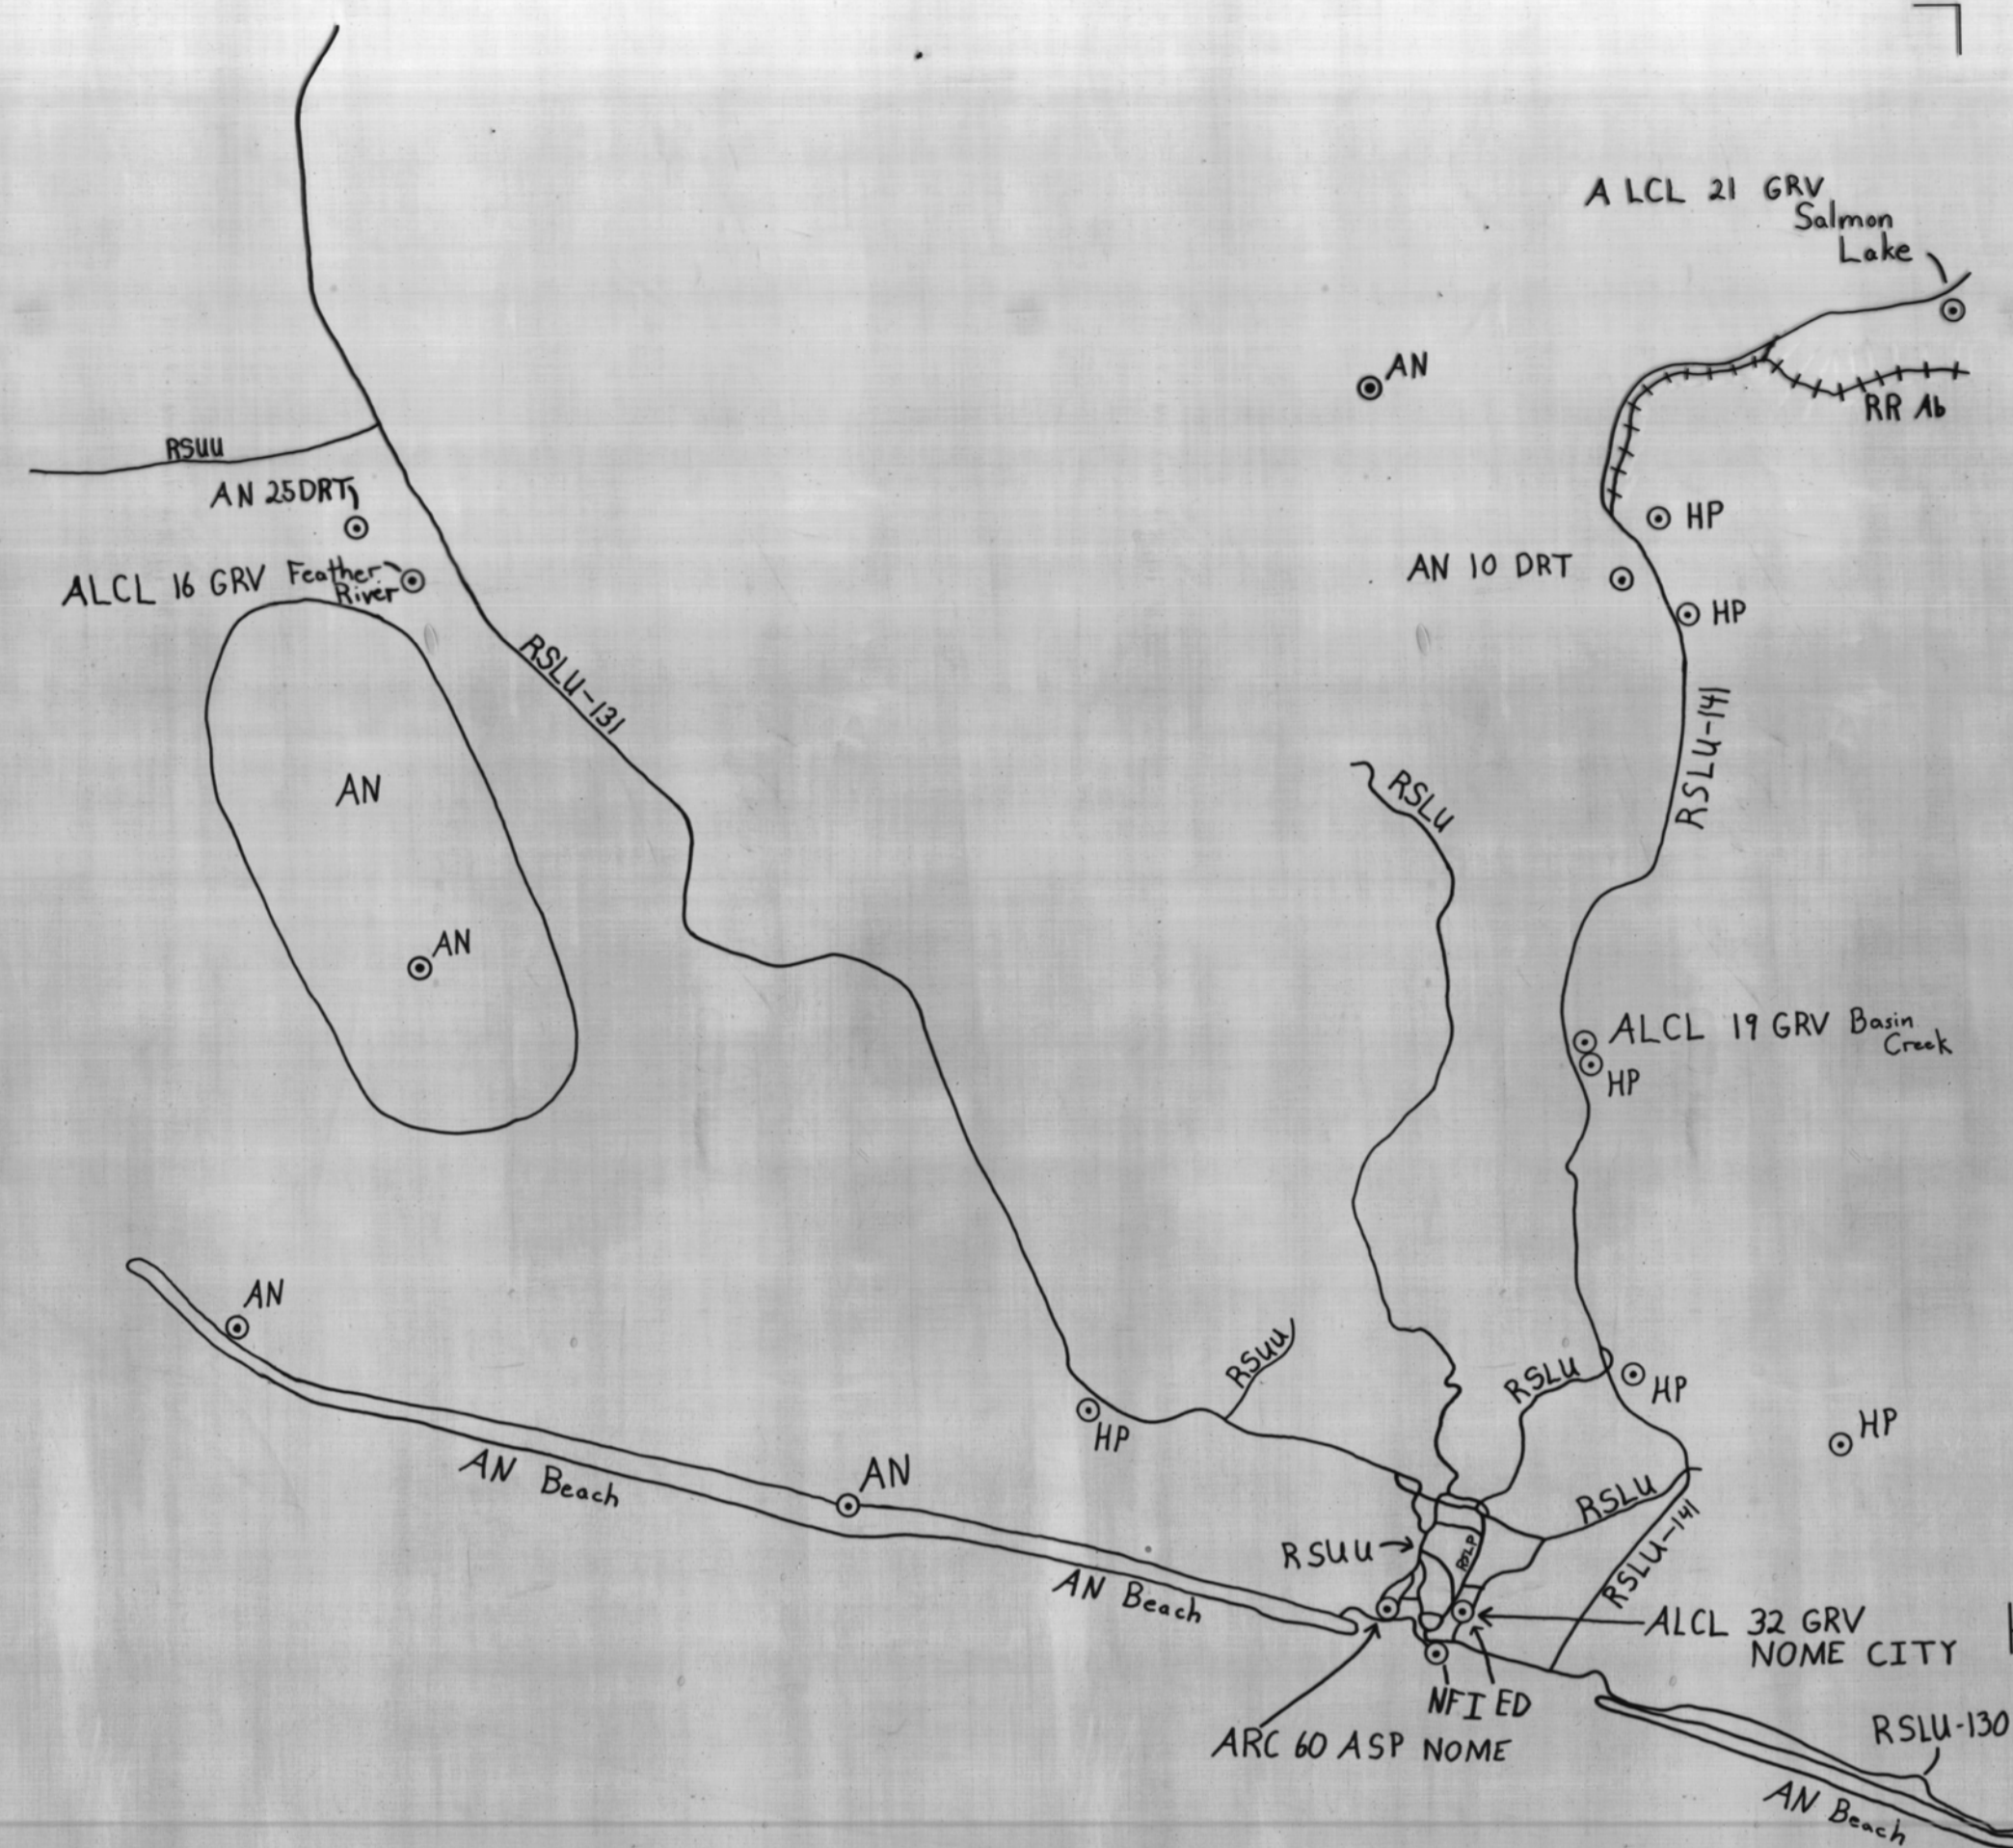 A LCL 21 GRV
Salmon
Lake
AN
RR Ab
RSUU
AN 25DRT
HP
AN 10 DRT
ALCL 16 GRV Feather
River
HP
RSLU-131
RSLU-141
AN
RSLU
AN
ALCL 19 GRV Basin
Creek
HP
AN
RSUU
RSLU
HP
HP
HP
AN Beach
AN
RSLU
RSUU
RSLP
RSLU-141
AN Beach
ALCL 32 GRV
NOME CITY
NFI ED
ARC 60 ASP NOME
RSLU-130
AN Beach